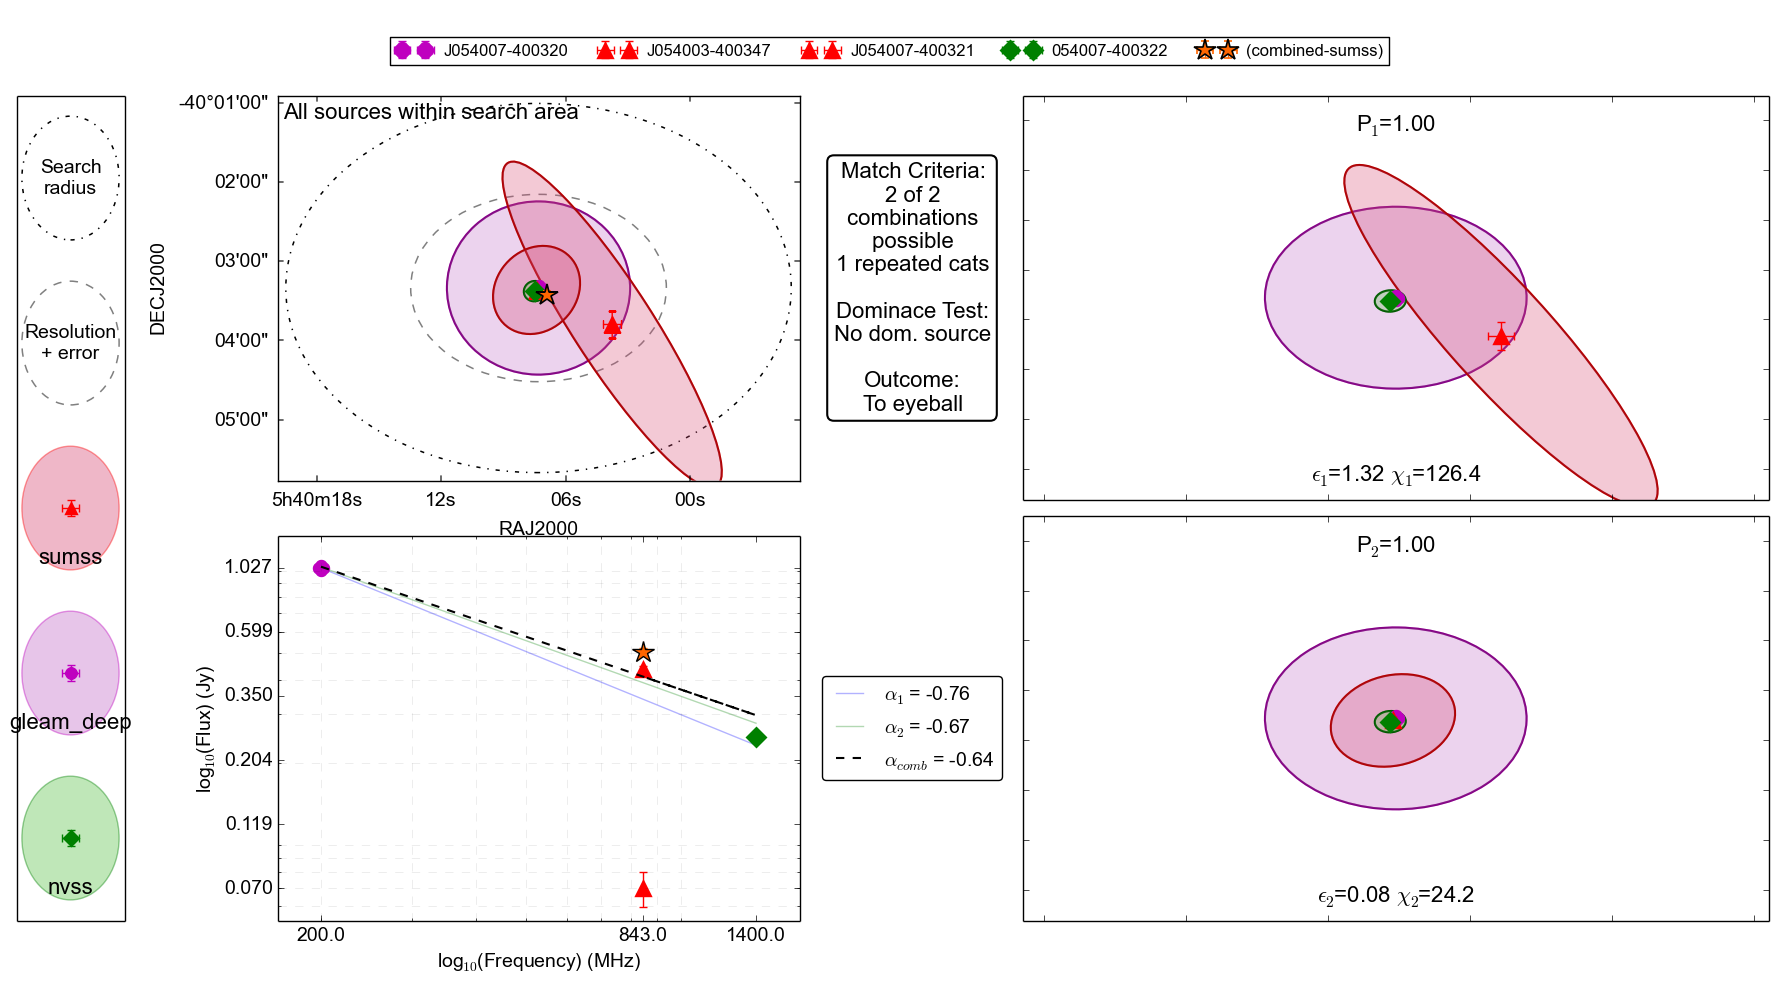 J054007-400320 J054003-400347 J054007-400321 054007-400322 (combined-sumss)
Search
radius
Resolution
+ error
sumss
gleam_deep
nvss
All sources within search area
DECJ2000
-40°01'00"
02'00"
03'00"
04'00"
05'00"
5h40m18s 12s 06s 00s
RAJ2000
Match Criteria:
2 of 2
combinations
possible
1 repeated cats
Dominace Test:
No dom. source
Outcome:
To eyeball
P1=1.00
ϵ1=1.32 χ1=126.4
log10(Flux) (Jy)
1.027
0.599
0.350
0.204
0.119
0.070
200.0 843.0 1400.0
log10(Frequency) (MHz)
α1 = -0.76
α2 = -0.67
αcomb = -0.64
P2=1.00
ϵ2=0.08 χ2=24.2